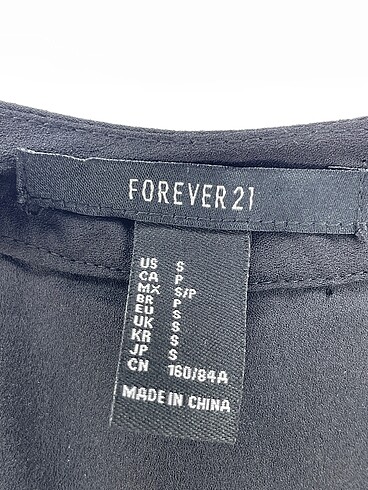 FOREVER 21
US S
CA P
MX S/P
BR P
EU S
UK S
KR S
JP S
CN 160/84A
MADE IN CHINA